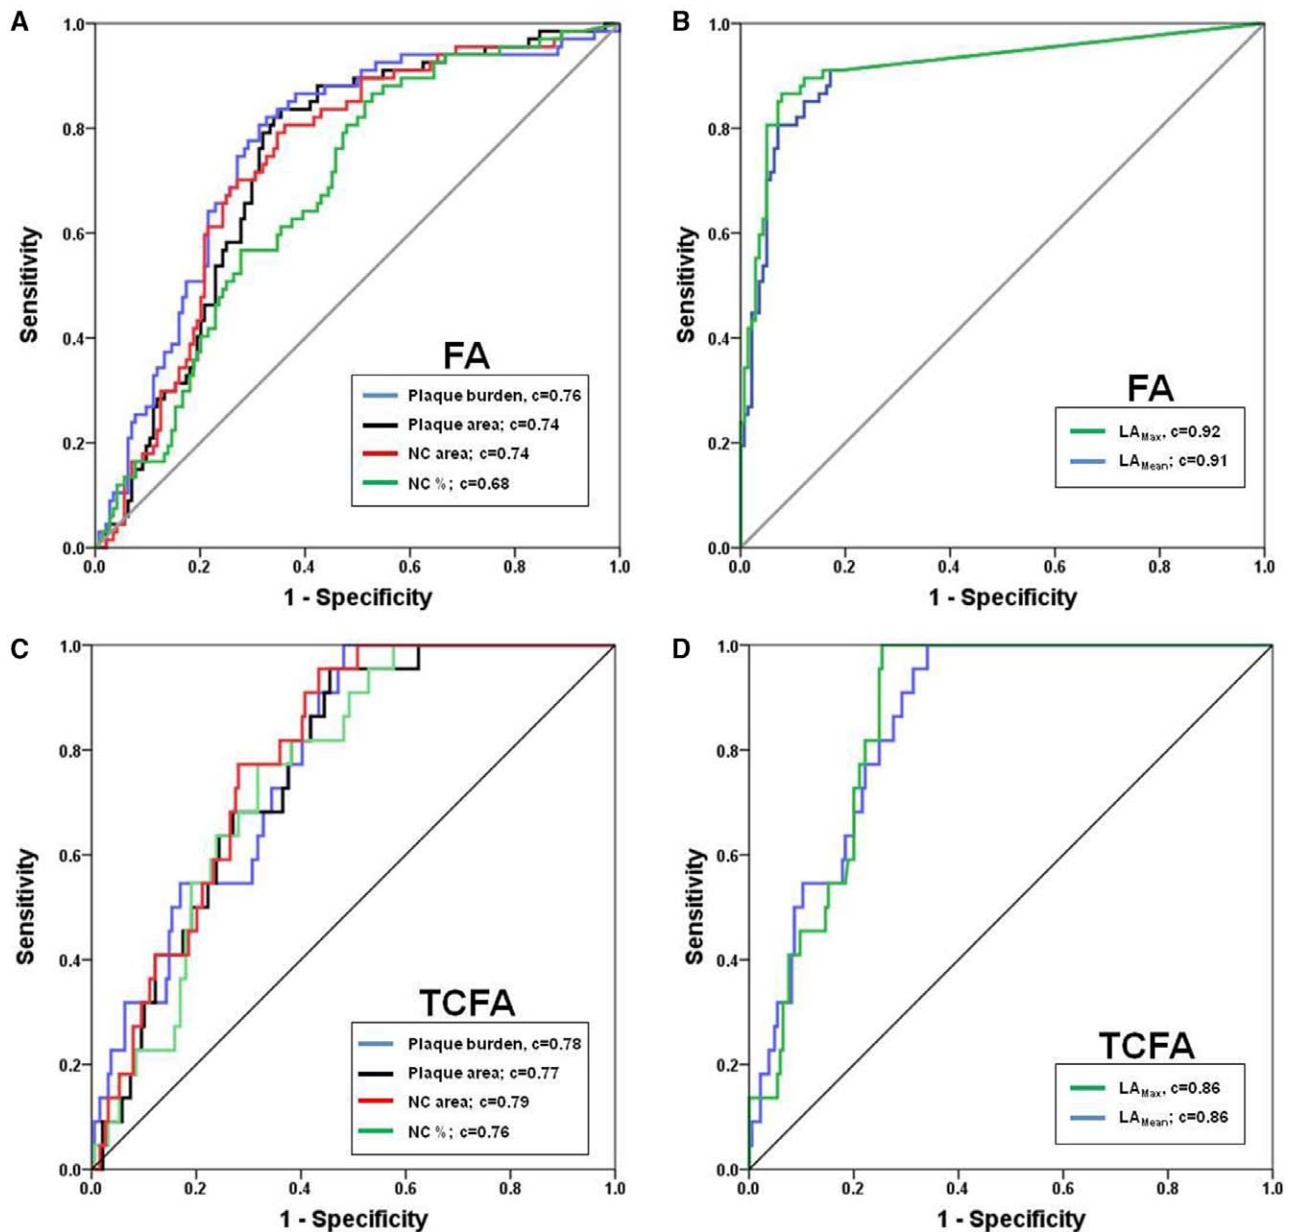 A
1.0
0.8
0.6
0.4
0.2
0.0
Sensitivity
FA
Plaque burden, c=0.76
Plaque area; c=0.74
NC area; c=0.74
NC %; c=0.68
0.0 0.2 0.4 0.6 0.8 1.0
1 - Specificity
B
1.0
0.8
0.6
0.4
0.2
0.0
Sensitivity
FA
LAMax, c=0.92
LAMean; c=0.91
0.0 0.2 0.4 0.6 0.8 1.0
1 - Specificity
C
1.0
0.8
0.6
0.4
0.2
0.0
Sensitivity
TCFA
Plaque burden, c=0.78
Plaque area; c=0.77
NC area; c=0.79
NC %; c=0.76
0.0 0.2 0.4 0.6 0.8 1.0
1 - Specificity
D
1.0
0.8
0.6
0.4
0.2
0.0
Sensitivity
TCFA
LAMax, c=0.86
LAMean; c=0.86
0.0 0.2 0.4 0.6 0.8 1.0
1 - Specificity